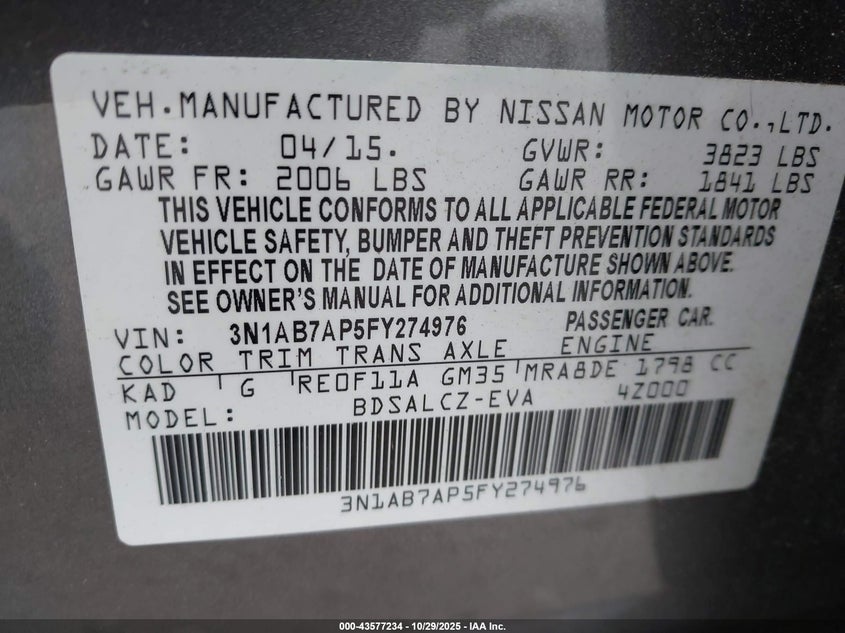 VEH.MANUFACTURED BY NISSAN MOTOR CO.,LTD.
DATE: 04/15. GVWR: 3823 LBS
GAWR FR: 2006 LBS GAWR RR: 1841 LBS
THIS VEHICLE CONFORMS TO ALL APPLICABLE FEDERAL MOTOR
VEHICLE SAFETY, BUMPER AND THEFT PREVENTION STANDARDS
IN EFFECT ON THE DATE OF MANUFACTURE SHOWN ABOVE.
SEE OWNER'S MANUAL FOR ADDITIONAL INFORMATION.
VIN: 3N1AB7AP5FY274976 PASSENGER CAR.
COLOR TRIM TRANS AXLE ENGINE
KAD G RE0F11A GM35 MRA8DE 1798 CC
MODEL: BDSALCZ-EVA 4Z000
3N1AB7AP5FY274976
000-43577234 | 10/29/2025 - IAA Inc.